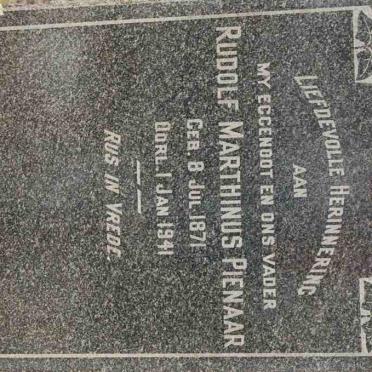 LIEFDEVOLLE HERINNERING
AAN
MY EGGENOOT EN ONS VADER
RUDOLF MARTHINUS PIENAAR
GEB. 8 JUL. 1871
OORL. 1 JAN 1941
RUS IN VREDE.